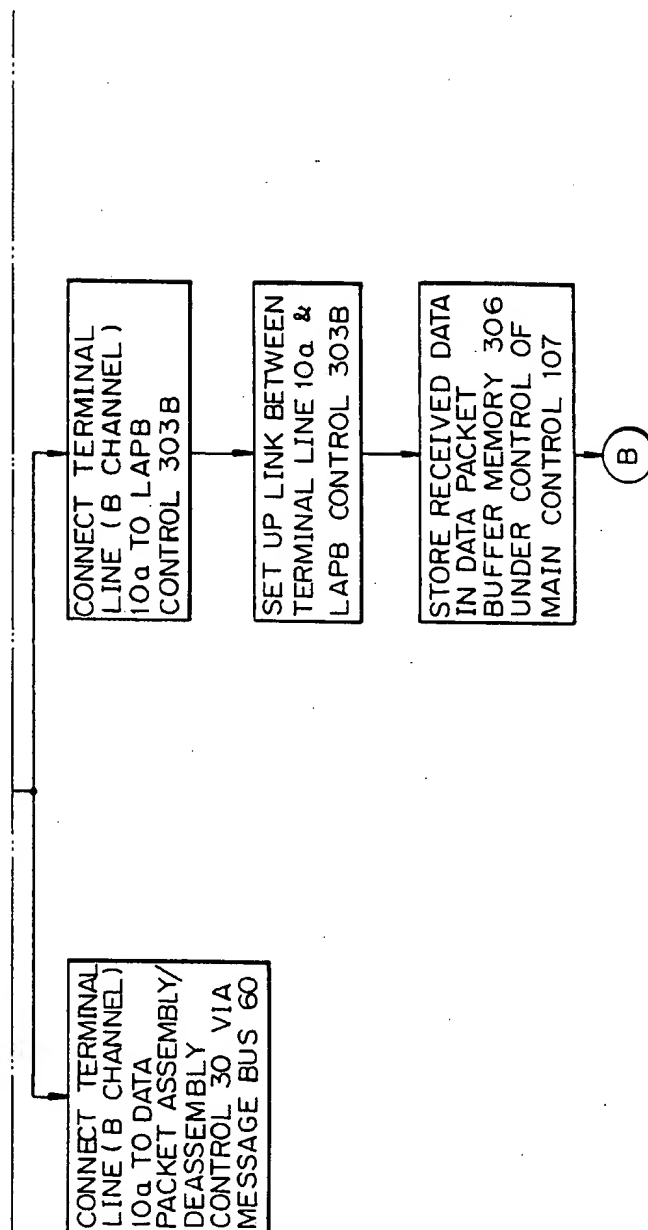 CONNECT TERMINAL
LINE (B CHANNEL)
10a TO DATA
PACKET ASSEMBLY/
DEASSEMBLY
CONTROL 30 VIA
MESSAGE BUS 60
CONNECT TERMINAL
LINE (B CHANNEL)
10a TO LAPB
CONTROL 303B
SET UP LINK BETWEEN
TERMINAL LINE 10a &
LAPB CONTROL 303B
STORE RECEIVED DATA
IN DATA PACKET
BUFFER MEMORY 306
UNDER CONTROL OF
MAIN CONTROL 107
B